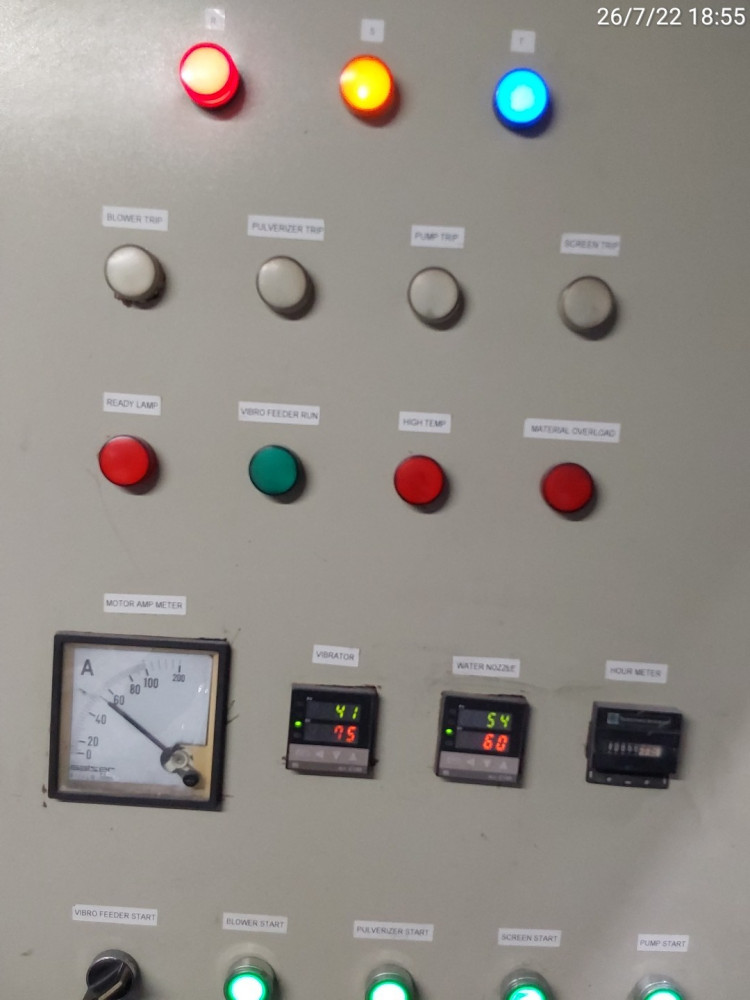 26/7/22 18:55
R
S
T
BLOWER TRIP
PULVERIZER TRIP
PUMP TRIP
SCREEN TRIP
READY LAMP
VIBRO FEEDER RUN
HIGH TEMP
MATERIAL OVERLOAD
MOTOR AMP METER
VIBRATOR
WATER NOZZLE
HOUR METER
A
0
20
40
60
80
100
200
41
75
54
60
VIBRO FEEDER START
BLOWER START
PULVERIZER START
SCREEN START
PUMP START